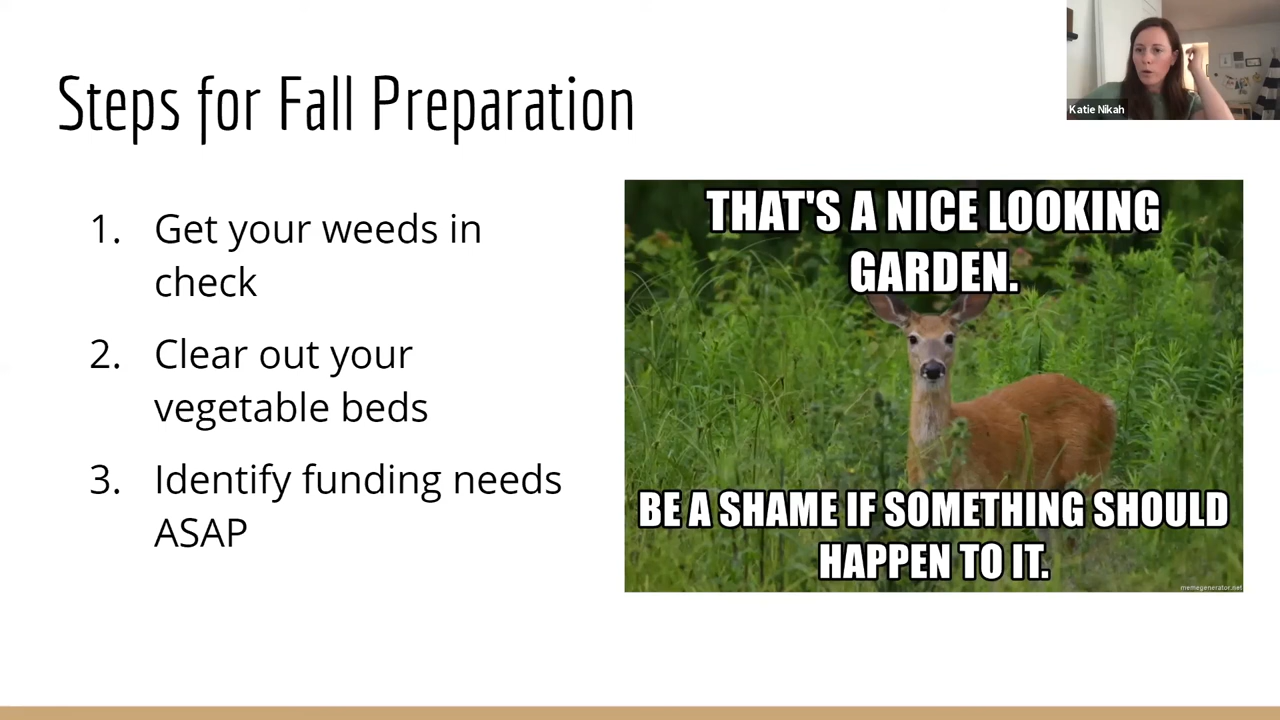 Steps for Fall Preparation
Katie Nikah
1. Get your weeds in
check
2. Clear out your
vegetable beds
3. Identify funding needs
ASAP
THAT'S A NICE LOOKING
GARDEN.
BE A SHAME IF SOMETHING SHOULD
HAPPEN TO IT.
memegenerator.net